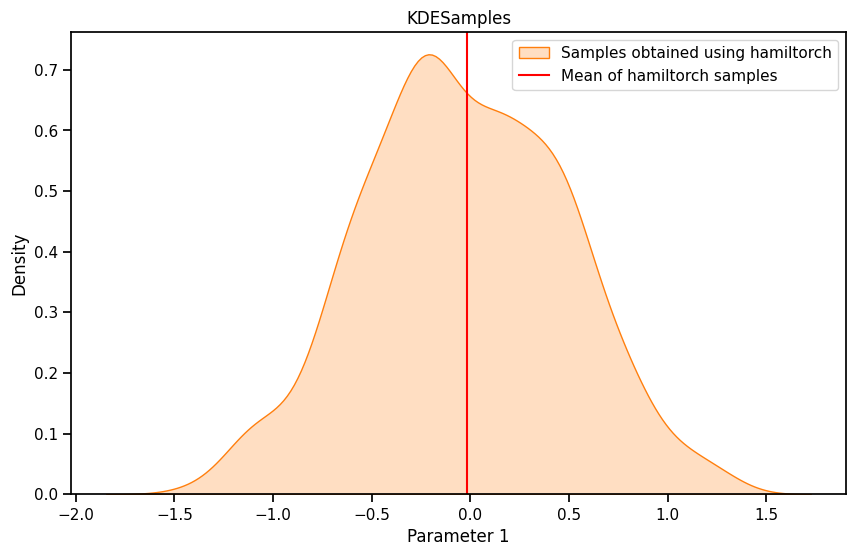 KDESamples
Samples obtained using hamiltorch
Mean of hamiltorch samples
Density
0.7
0.6
0.5
0.4
0.3
0.2
0.1
0.0
−2.0 −1.5 −1.0 −0.5 0.0 0.5 1.0 1.5
Parameter 1